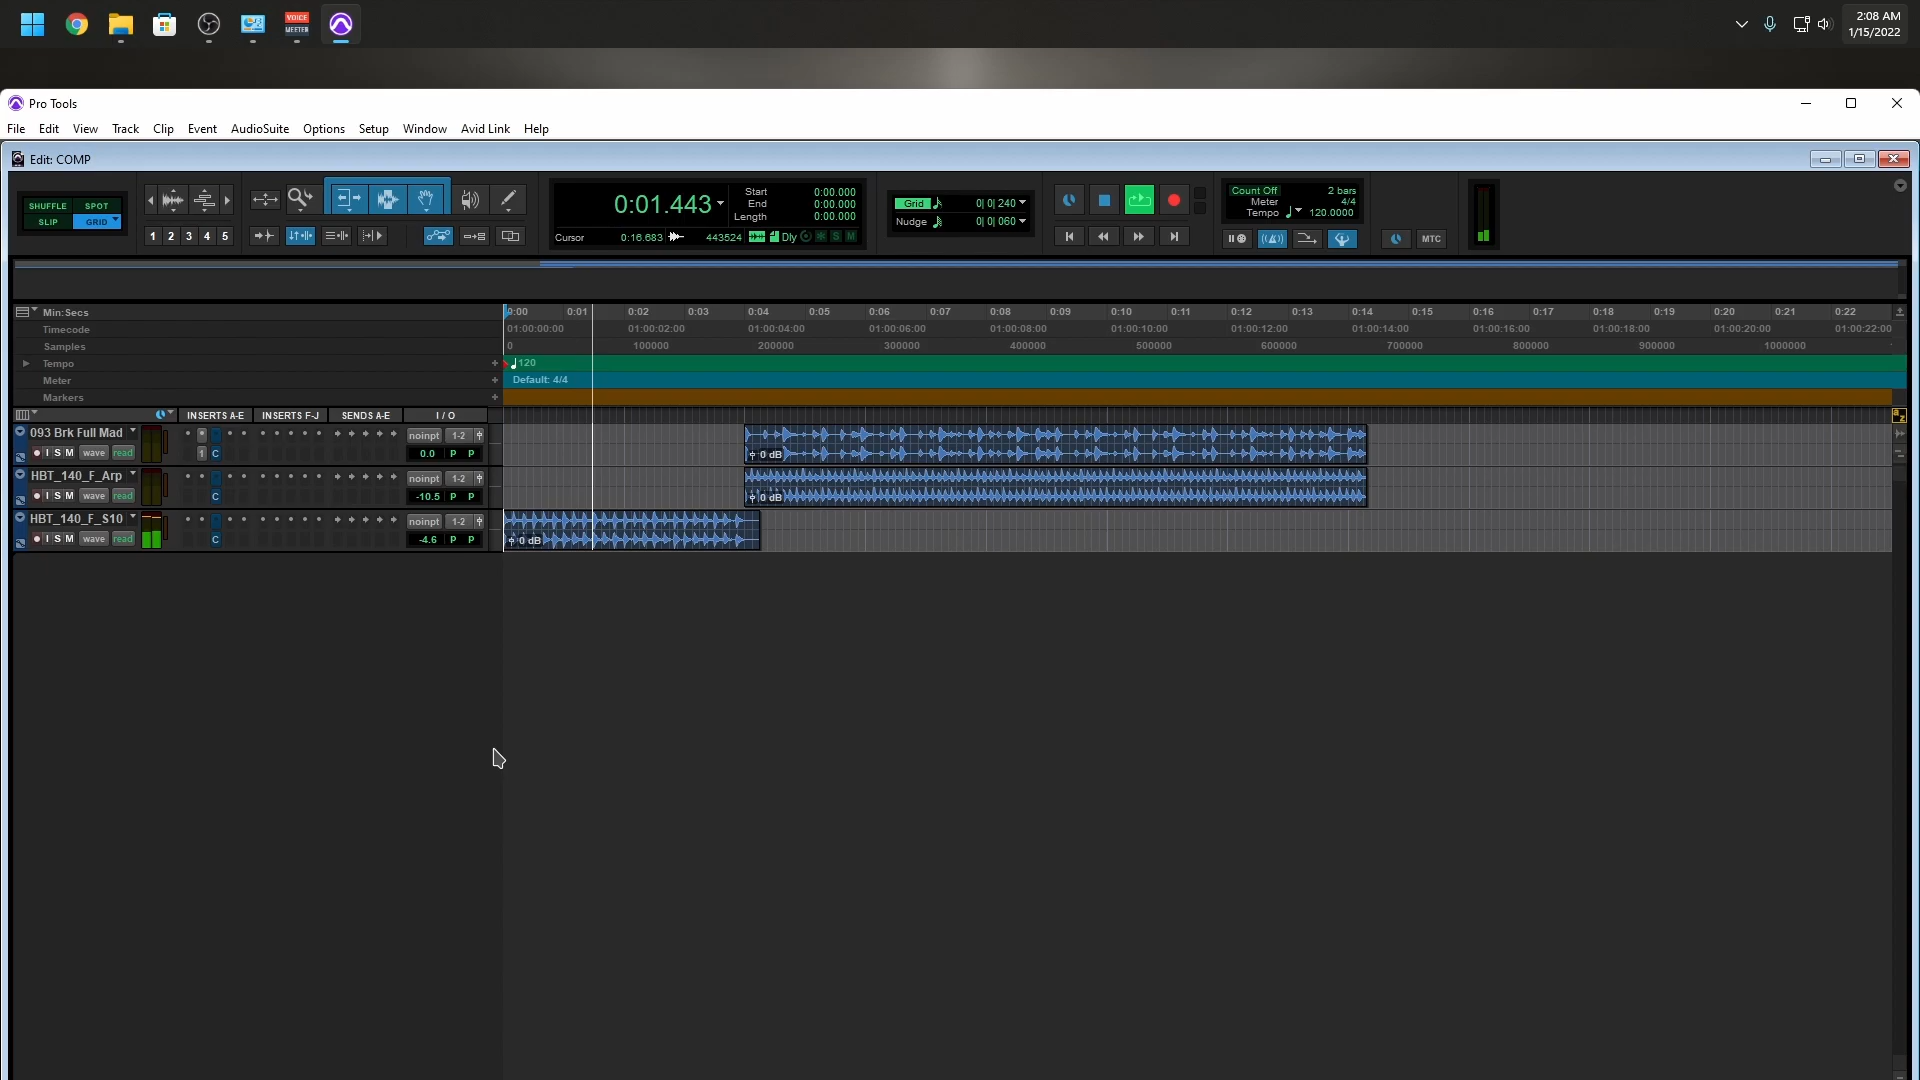 VOICE
MEETER
2:08 AM
1/15/2022
Pro Tools
File Edit View Track Clip Event AudioSuite Options Setup Window Avid Link Help
Edit: COMP
SHUFFLE SPOT
SLIP GRID
1 2 3 4 5
0:01.443
Start 0:00.000
End 0:00.000
Length 0:00.000
Cursor 0:16.683 443524 Dly S M
Grid 0| 0| 240
Nudge 0| 0| 060
Count Off 2 bars
Meter 4/4
Tempo 120.0000
MTC
Min:Secs 0:00 0:01 0:02 0:03 0:04 0:05 0:06 0:07 0:08 0:09 0:10 0:11 0:12 0:13 0:14 0:15 0:16 0:17 0:18 0:19 0:20 0:21 0:22
Timecode 01:00:00:00 01:00:02:00 01:00:04:00 01:00:06:00 01:00:08:00 01:00:10:00 01:00:12:00 01:00:14:00 01:00:16:00 01:00:18:00 01:00:20:00 01:00:22:00
Samples 0 100000 200000 300000 400000 500000 600000 700000 800000 900000 1000000
Tempo + 120
Meter + Default: 4/4
Markers +
INSERTS A-E INSERTS F-J SENDS A-E I / O
a z
093 Brk Full Mad noinpt 1-2
I S M wave read 1 C 0.0 P P 0 dB
HBT_140_F_Arp noinpt 1-2
I S M wave read C -10.5 P P 0 dB
HBT_140_F_S10 noinpt 1-2
I S M wave read C -4.6 P P 0 dB